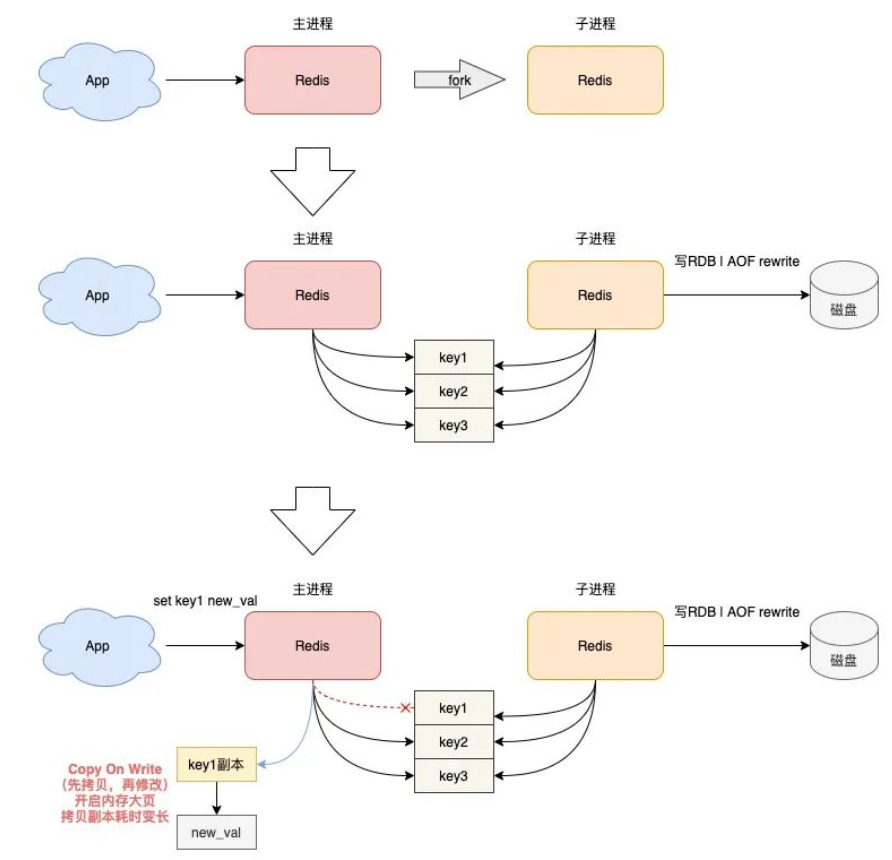 主进程
子进程
App
Redis
fork
Redis
主进程
子进程
写RDB | AOF rewrite
App
Redis
Redis
磁盘
key1
key2
key3
主进程
子进程
set key1 new_val
写RDB | AOF rewrite
App
Redis
Redis
磁盘
key1
key2
key3
key1副本
Copy On Write
（先拷贝，再修改）
开启内存大页
拷贝副本耗时变长
new_val